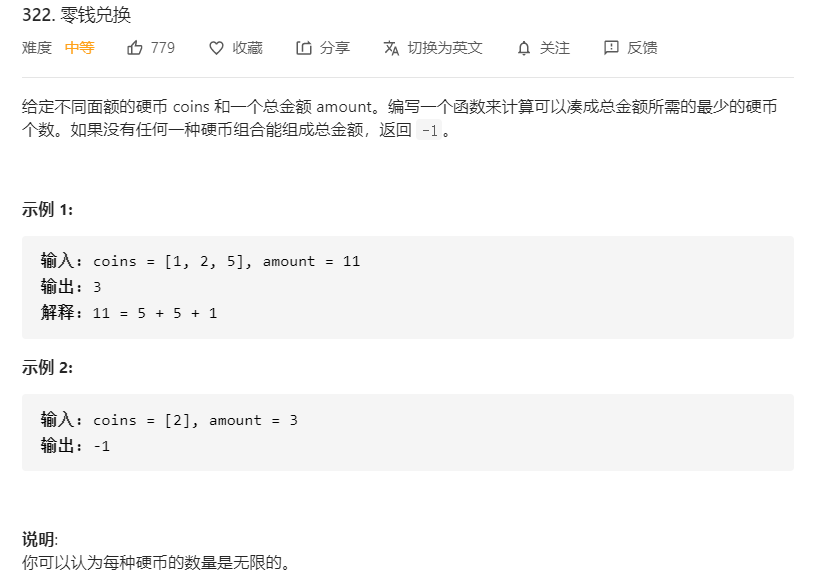 322. 零钱兑换
难度 中等 779 收藏 分享 切换为英文 关注 反馈
给定不同面额的硬币 coins 和一个总金额 amount。编写一个函数来计算可以凑成总金额所需的最少的硬币
个数。如果没有任何一种硬币组合能组成总金额，返回 -1。
示例 1:
输入：coins = [1, 2, 5], amount = 11
输出：3
解释：11 = 5 + 5 + 1
示例 2:
输入：coins = [2], amount = 3
输出：-1
说明:
你可以认为每种硬币的数量是无限的。